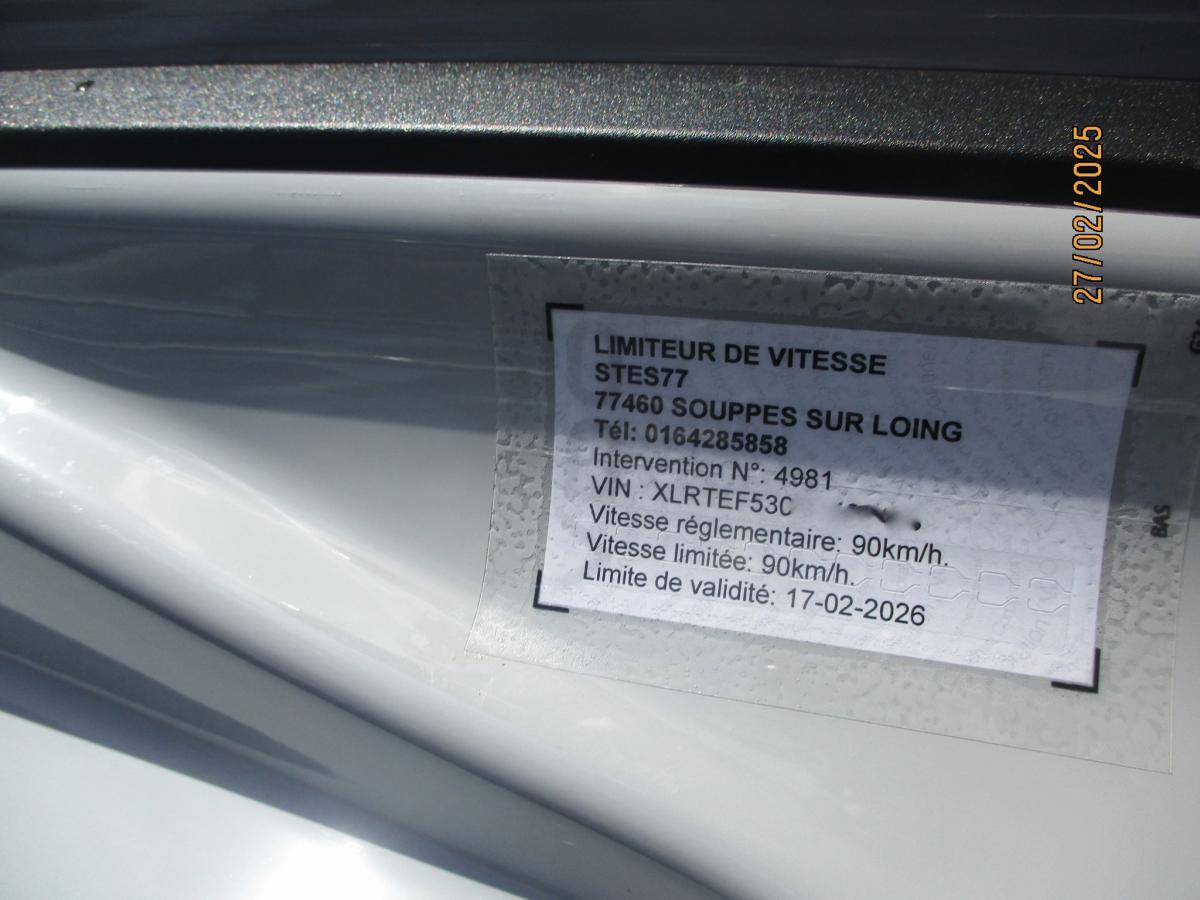 LIMITEUR DE VITESSE
STES77
77460 SOUPPES SUR LOING
Tél: 0164285858
Intervention N°: 4981
VIN : XLRTEF530
Vitesse réglementaire: 90km/h.
Vitesse limitée: 90km/h.
Limite de validité: 17-02-2026
BAS
27/02/2025